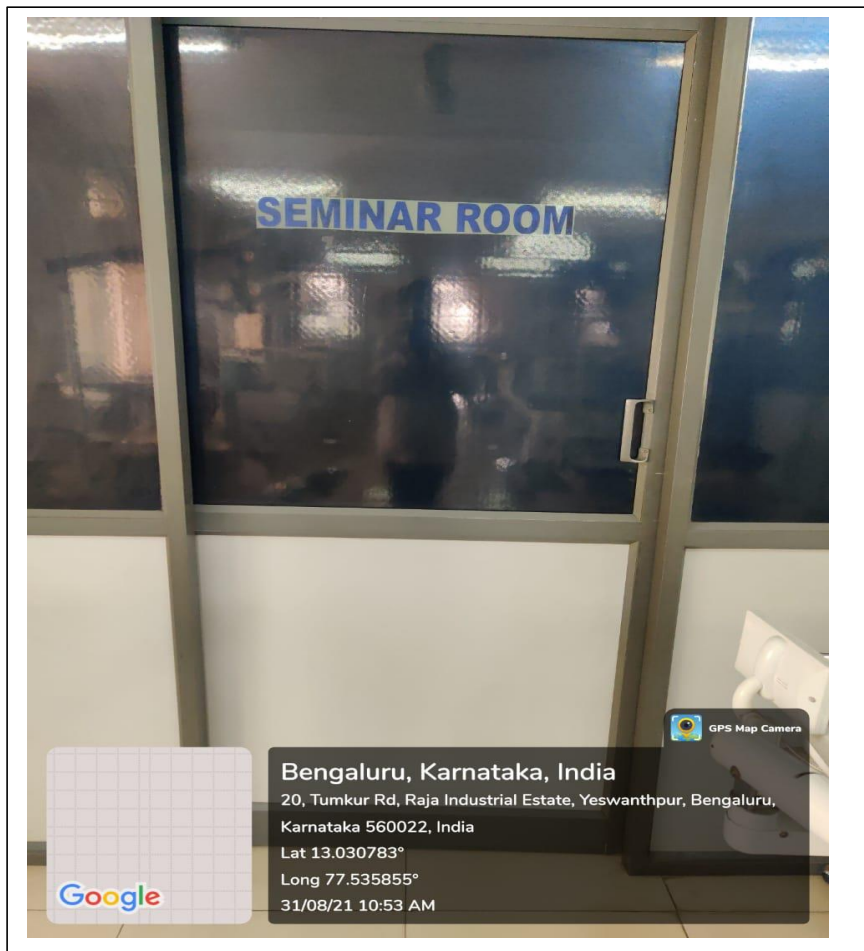 SEMINAR ROOM
GPS Map Camera
Bengaluru, Karnataka, India
20, Tumkur Rd, Raja Industrial Estate, Yeswanthpur, Bengaluru,
Karnataka 560022, India
Lat 13.030783°
Long 77.535855°
31/08/21 10:53 AM
Google